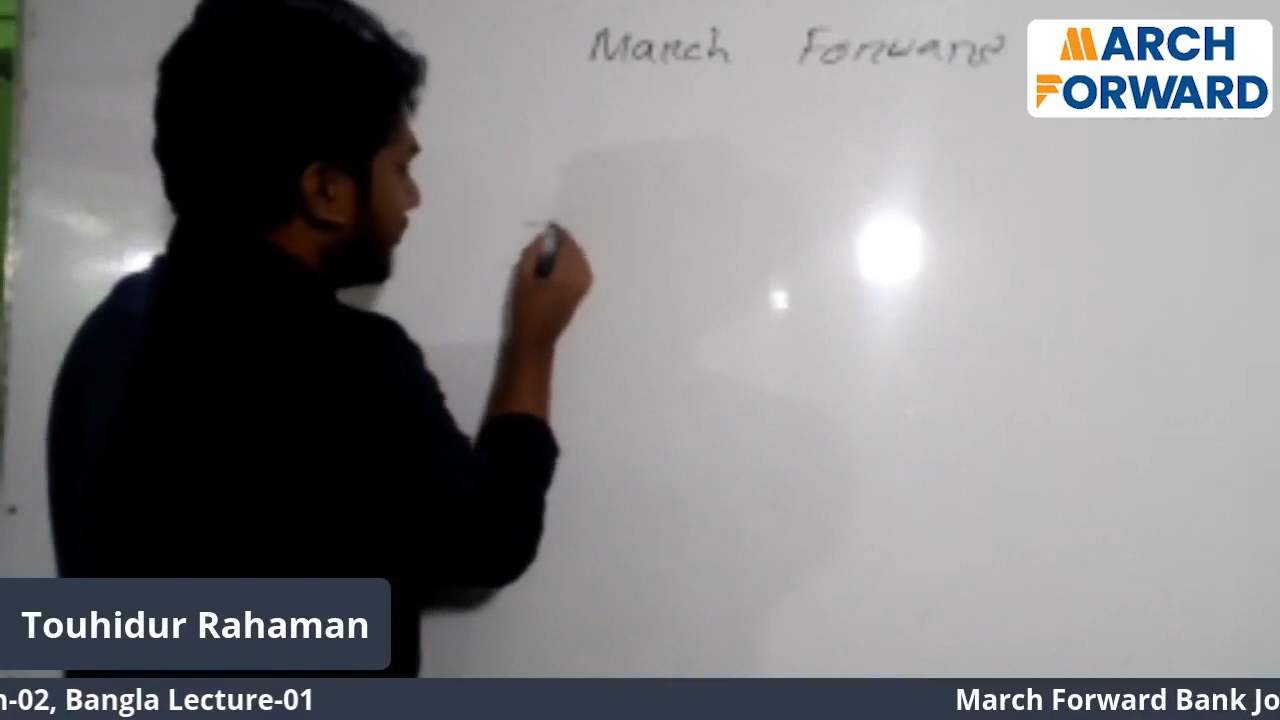 March Forward
MARCH
FORWARD
Touhidur Rahaman
n-02, Bangla Lecture-01
March Forward Bank Jo